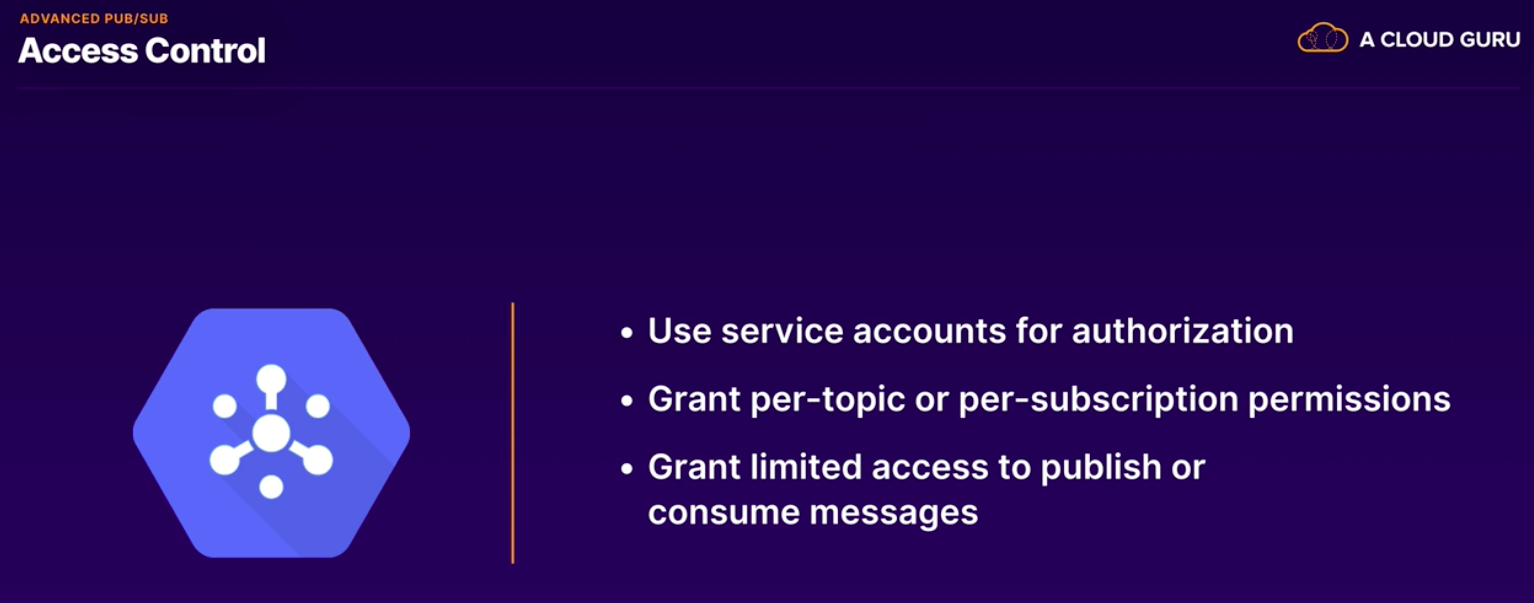 ADVANCED PUB/SUB
Access Control
A CLOUD GURU
• Use service accounts for authorization
• Grant per-topic or per-subscription permissions
• Grant limited access to publish or
consume messages